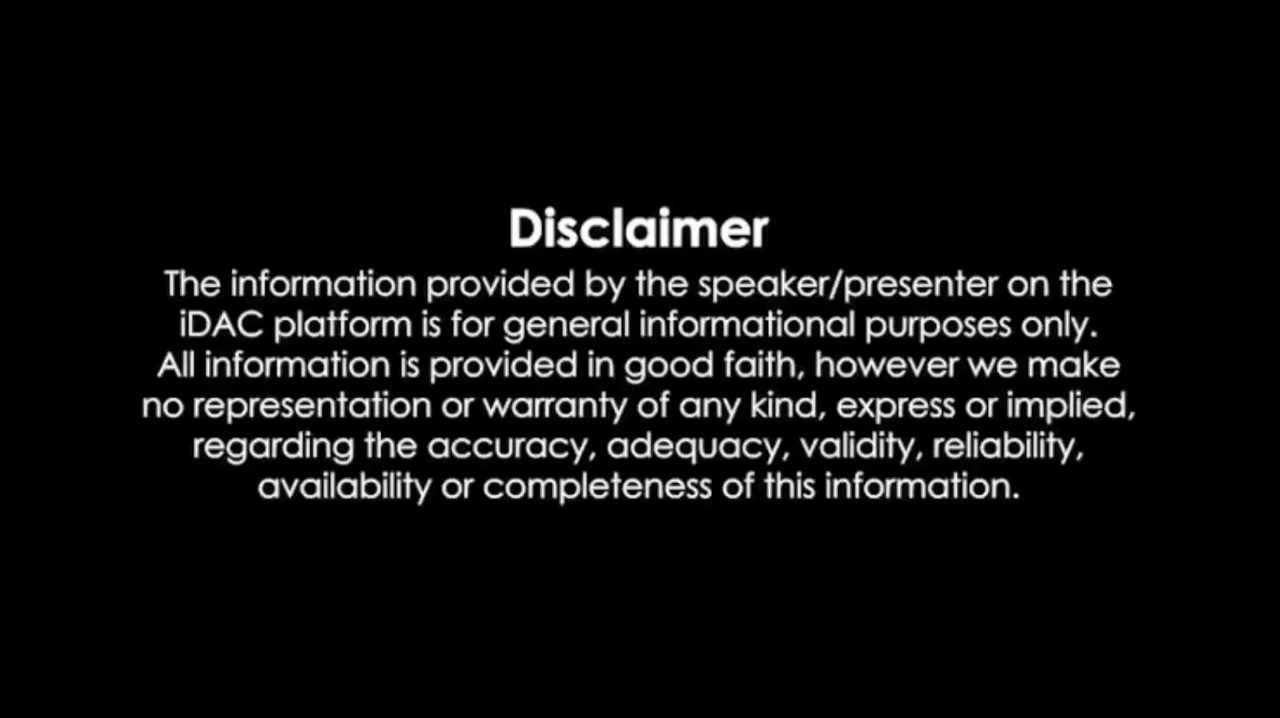 Disclaimer
The information provided by the speaker/presenter on the
iDAC platform is for general informational purposes only.
All information is provided in good faith, however we make
no representation or warranty of any kind, express or implied,
regarding the accuracy, adequacy, validity, reliability,
availability or completeness of this information.